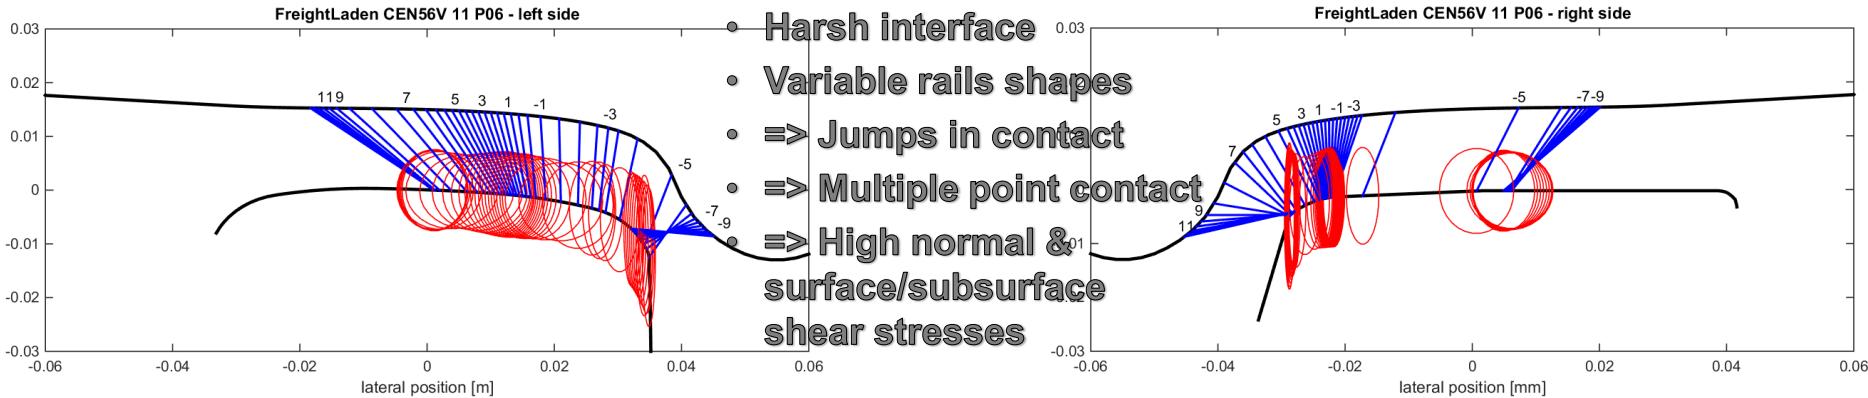 FreightLaden CEN56V 11 P06 - left side
0.03
0.02
0.01
0
-0.01
-0.02
-0.03
-0.06
-0.04
-0.02
0
0.02
0.04
0.06
lateral position [m]
11 9 7 5 3 1 -1 -3 -5 -7 -9
• Harsh interface
• Variable rails shapes
• => Jumps in contact
• => Multiple point contact
• => High normal &
surface/subsurface
shear stresses
FreightLaden CEN56V 11 P06 - right side
0.03
.01
-0.03
-0.06
-0.04
-0.02
0
0.02
0.04
0.06
lateral position [mm]
11 9 7 5 3 1 -1 -3 -5 -7 -9